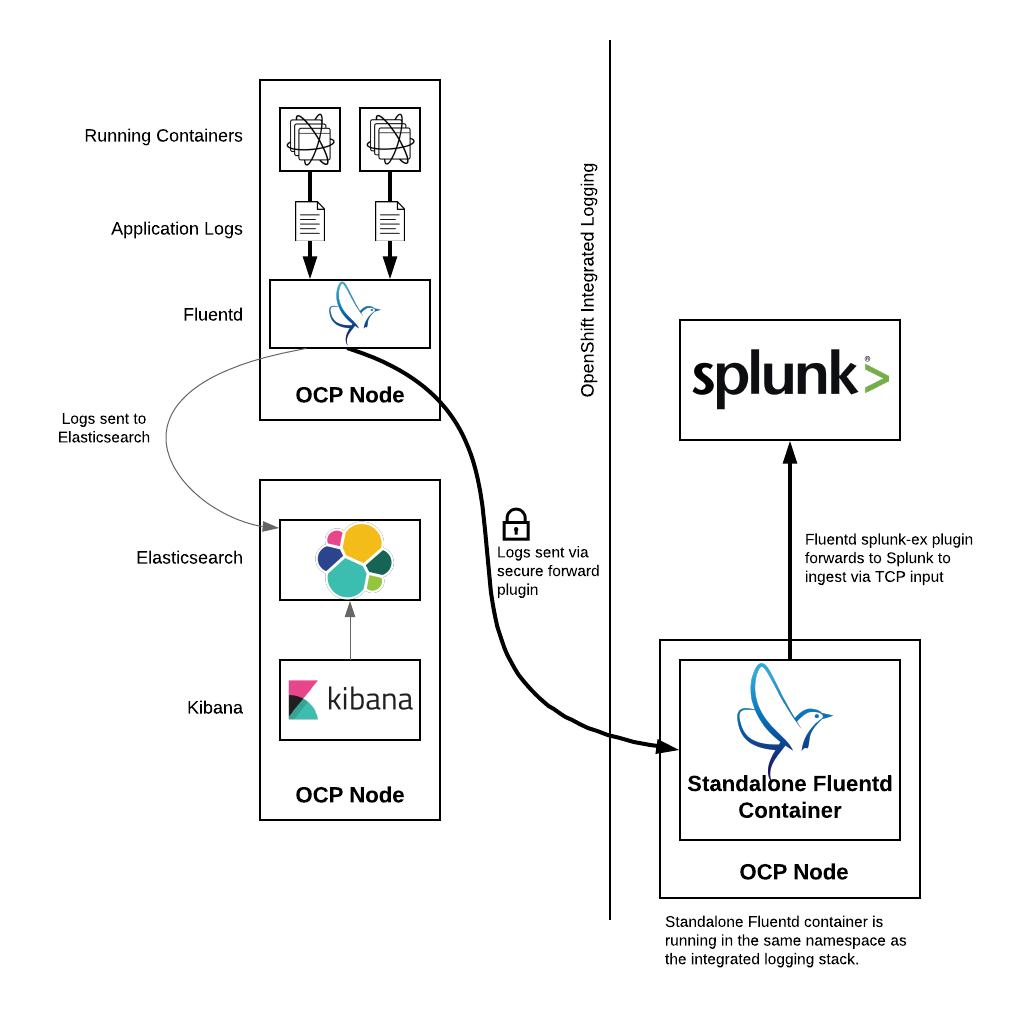 Running Containers
Application Logs
Fluentd
OCP Node
Logs sent to
Elasticsearch
Elasticsearch
kibana
Kibana
OCP Node
Logs sent via
secure forward
plugin
OpenShift Integrated Logging
splunk>®
Fluentd splunk-ex plugin
forwards to Splunk to
ingest via TCP input
Standalone Fluentd
Container
OCP Node
Standalone Fluentd container is
running in the same namespace as
the integrated logging stack.